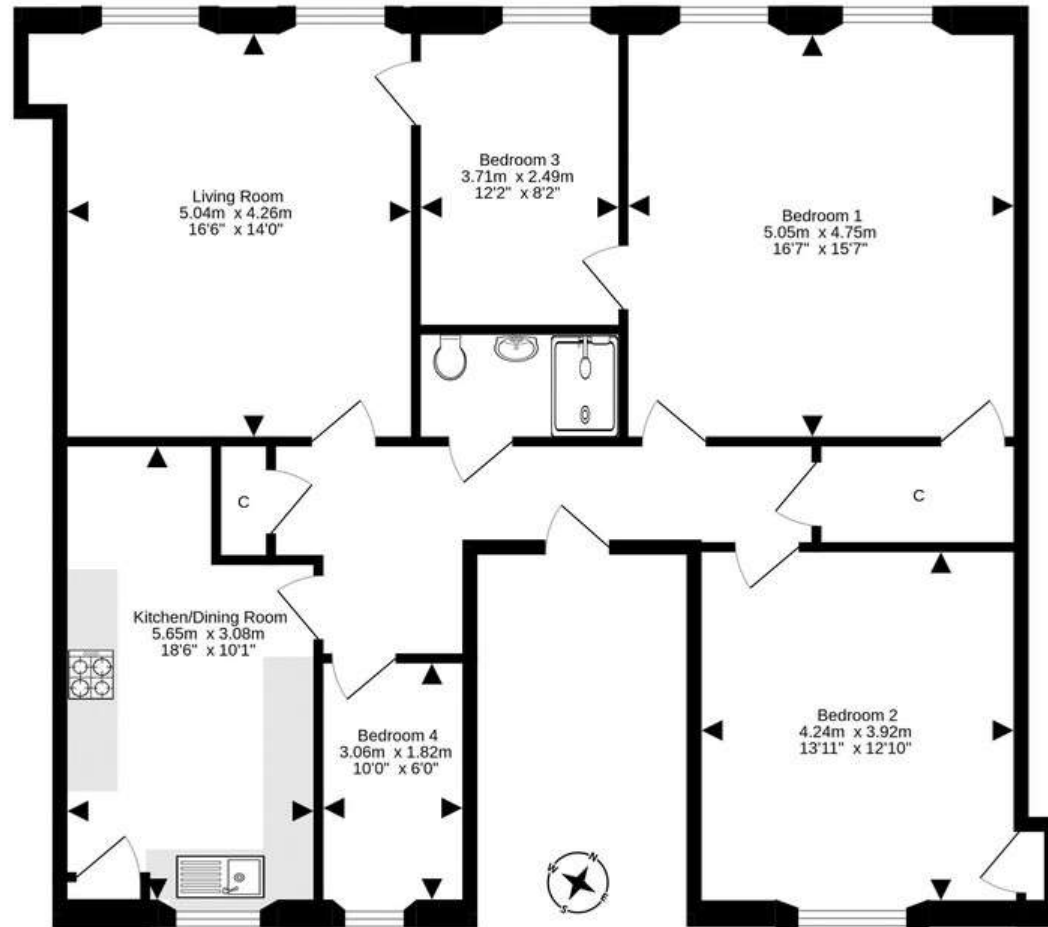 Living Room
5.04m x 4.26m
16'6" x 14'0"
Bedroom 3
3.71m x 2.49m
12'2" x 8'2"
Bedroom 1
5.05m x 4.75m
16'7" x 15'7"
C
C
Kitchen/Dining Room
5.65m x 3.08m
18'6" x 10'1"
Bedroom 4
3.06m x 1.82m
10'0" x 6'0"
Bedroom 2
4.24m x 3.92m
13'11" x 12'10"
N
W
E
S